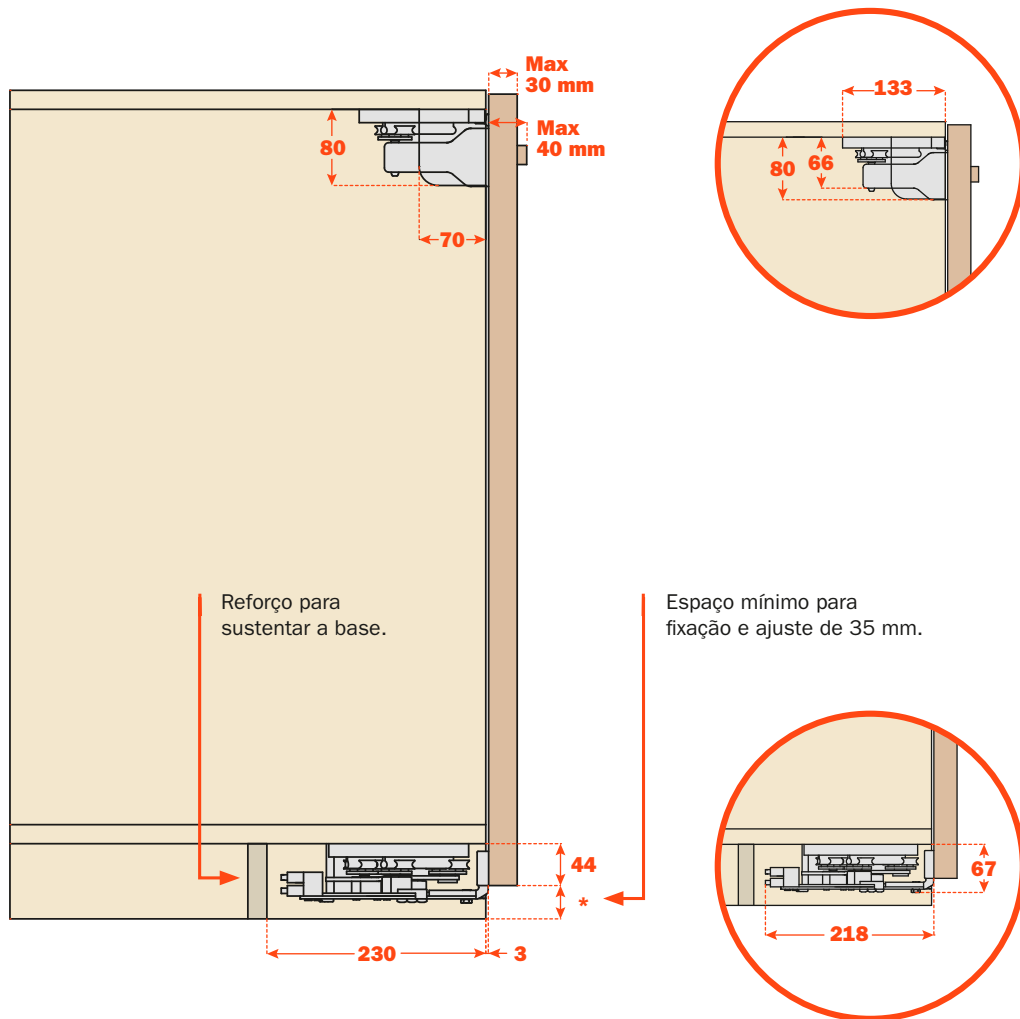 Max
30 mm
Max
40 mm
80
70
133
80
66
Reforço para
sustentar a base.
Espaço mínimo para
fixação e ajuste de 35 mm.
44
*
230
3
67
218